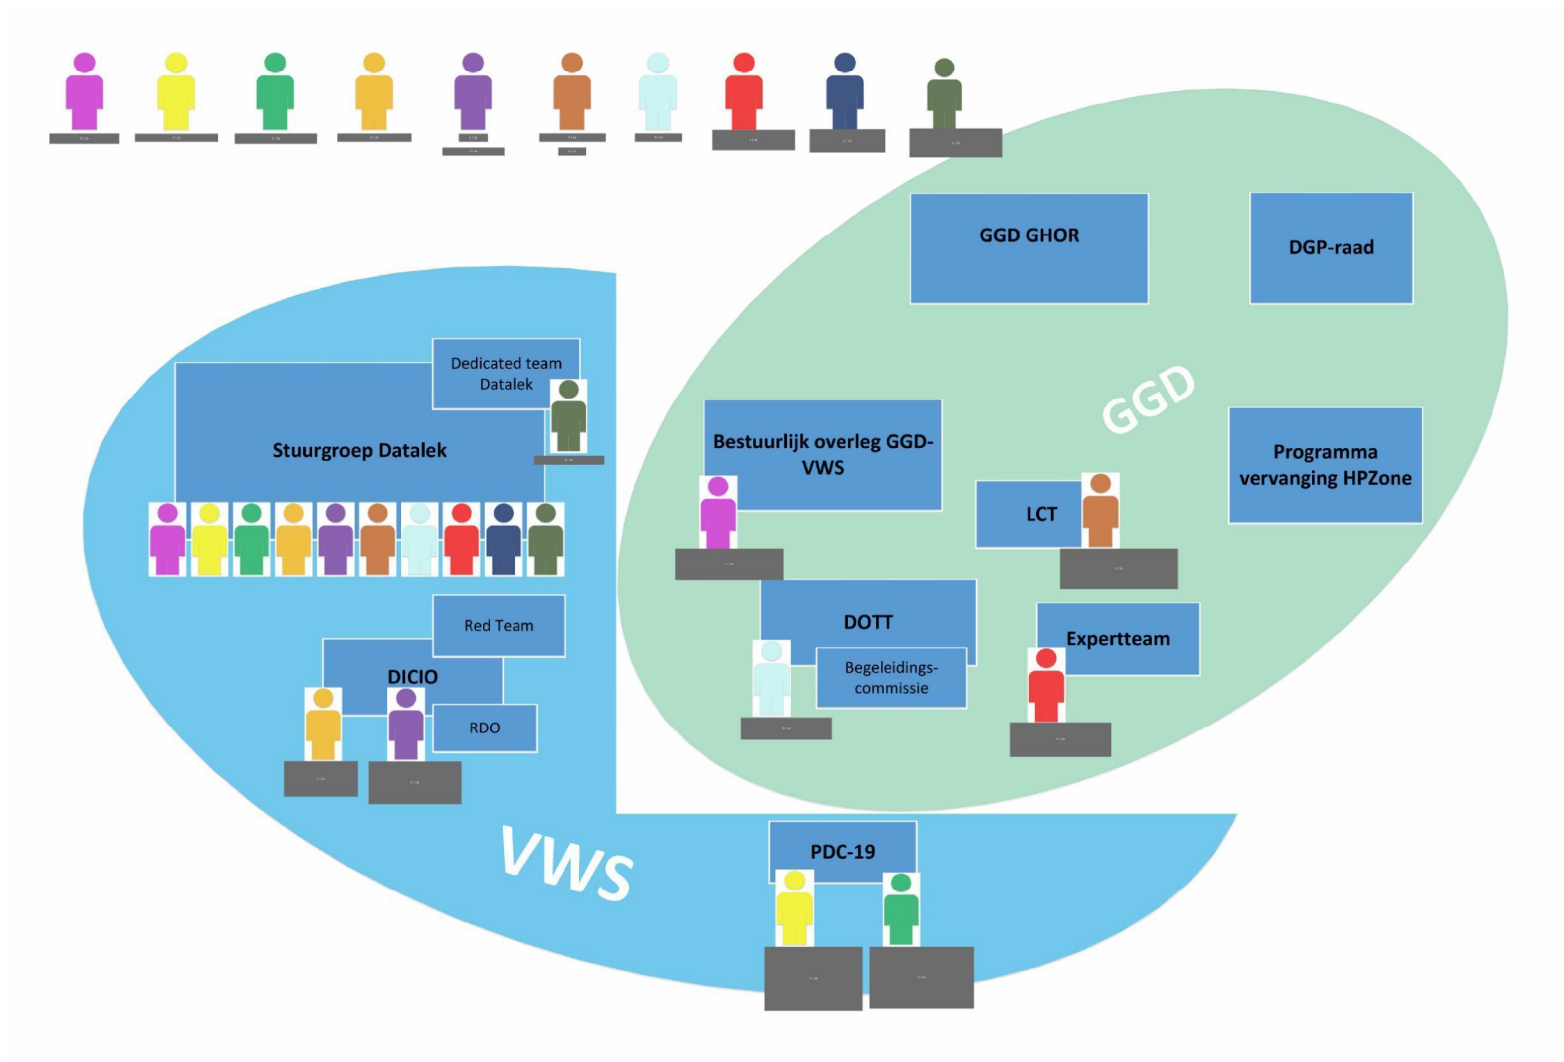 GGD GHOR
DGP-raad
GGD
Dedicated team
Datalek
Stuurgroep Datalek
Bestuurlijk overleg GGD-
VWS
LCT
Programma
vervanging HPZone
Red Team
DICIO
RDO
DOTT
Begeleidings-
commissie
Expertteam
VWS
PDC-19